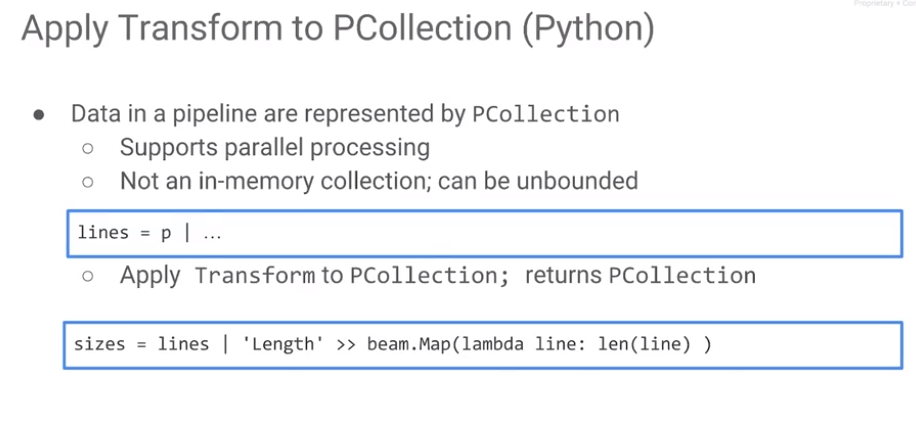 Proprietary + Con
Apply Transform to PCollection (Python)
● Data in a pipeline are represented by PCollection
○ Supports parallel processing
○ Not an in-memory collection; can be unbounded
lines = p | …
○ Apply Transform to PCollection; returns PCollection
sizes = lines | 'Length' >> beam.Map(lambda line: len(line) )